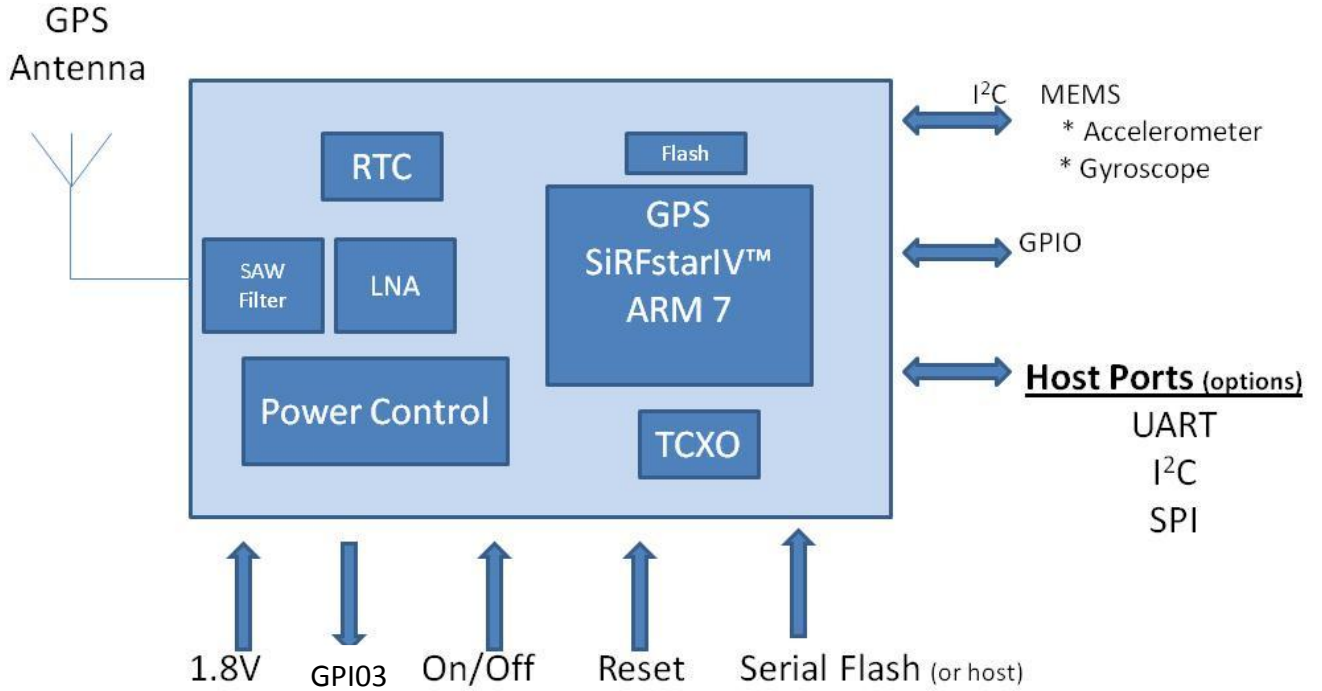 GPS
Antenna
I²C MEMS
* Accelerometer
* Gyroscope
RTC
Flash
GPS
SiRFstarIV™
ARM 7
SAW
Filter
LNA
GPIO
Power Control
TCXO
Host Ports (options)
UART
I²C
SPI
1.8V
GPI03
On/Off
Reset
Serial Flash (or host)